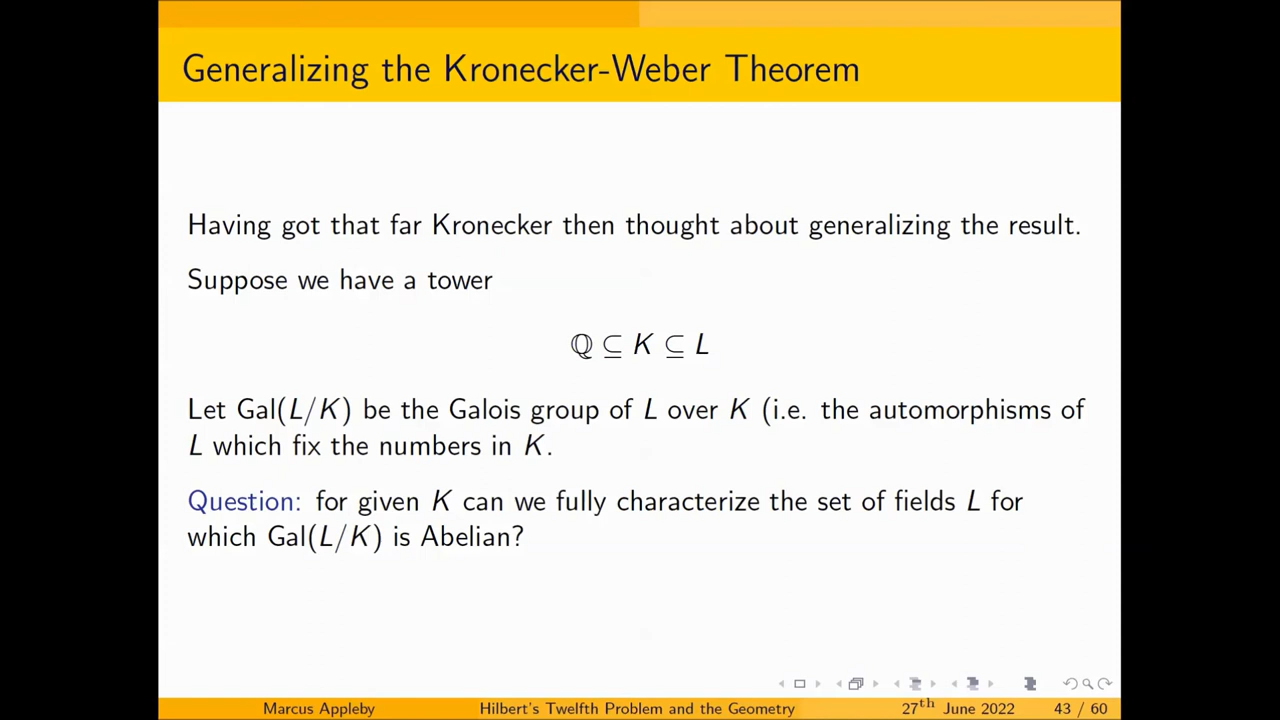 Generalizing the Kronecker-Weber Theorem
Having got that far Kronecker then thought about generalizing the result.
Suppose we have a tower
ℚ ⊆ K ⊆ L
Let Gal(L/K) be the Galois group of L over K (i.e. the automorphisms of
L which fix the numbers in K.
Question: for given K can we fully characterize the set of fields L for
which Gal(L/K) is Abelian?
Marcus Appleby Hilbert's Twelfth Problem and the Geometry 27th June 2022 43 / 60